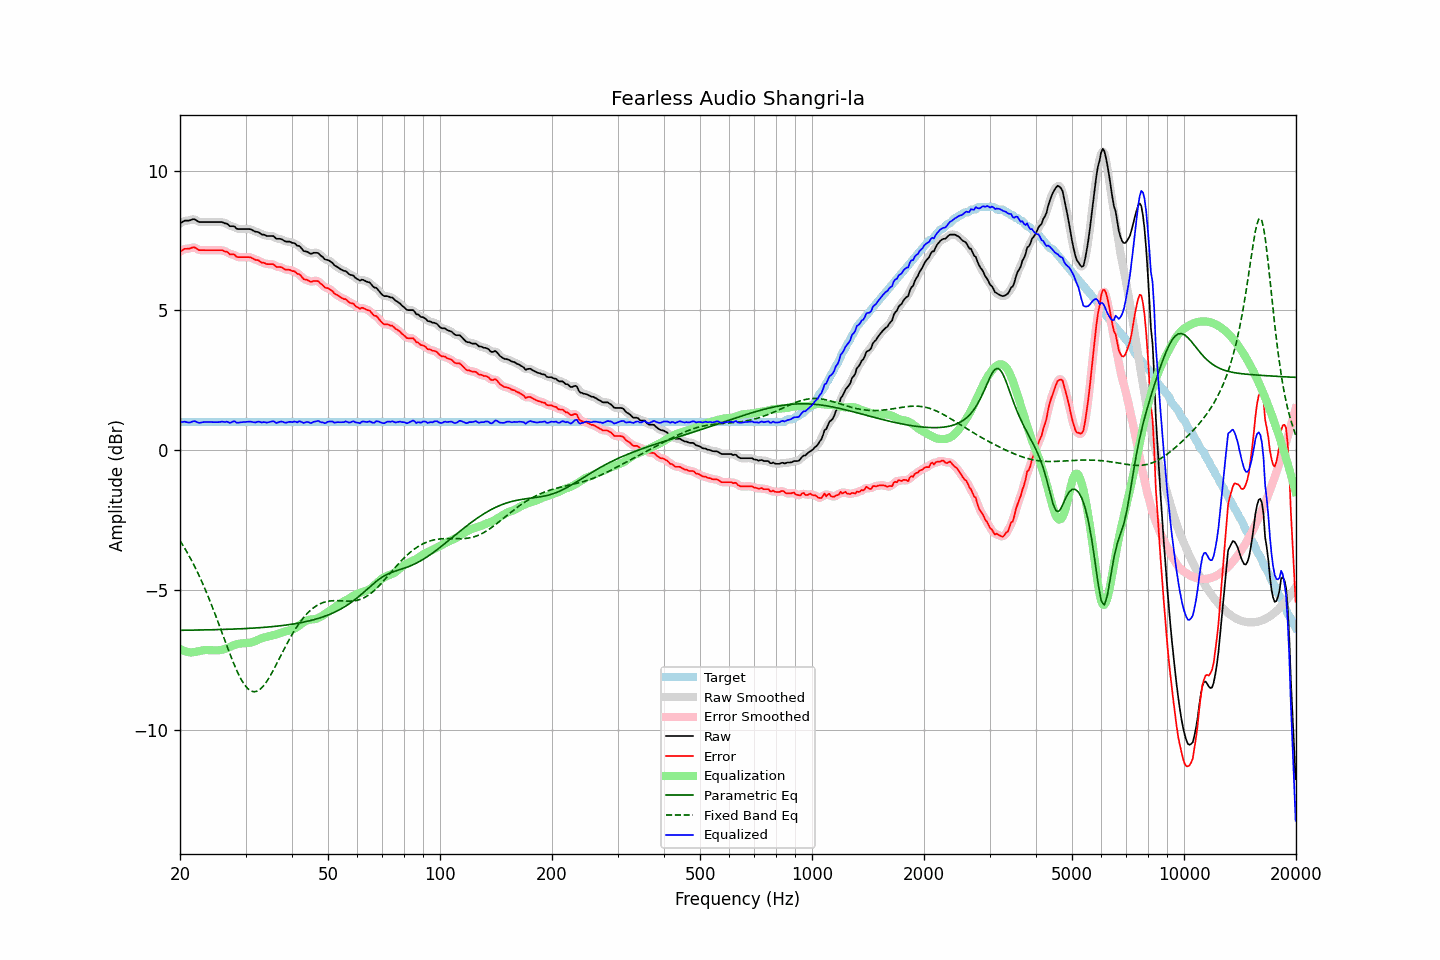 Fearless Audio Shangri-la
Amplitude (dBr)
10
5
0
−5
−10
Target
Raw Smoothed
Error Smoothed
Raw
Error
Equalization
Parametric Eq
Fixed Band Eq
Equalized
20 50 100 200 500 1000 2000 5000 10000 20000
Frequency (Hz)